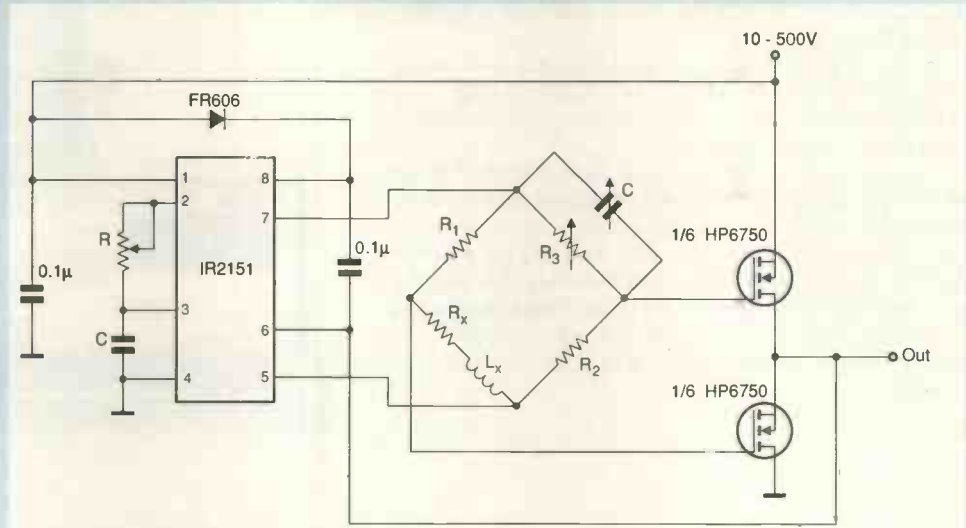 10 - 500V
FR606
1
2
3
4
8
7
6
5
IR2151
R
C
0.1µ
0.1µ
R1
R3
C
Rx
Lx
R2
1/6 HP6750
Out
1/6 HP6750